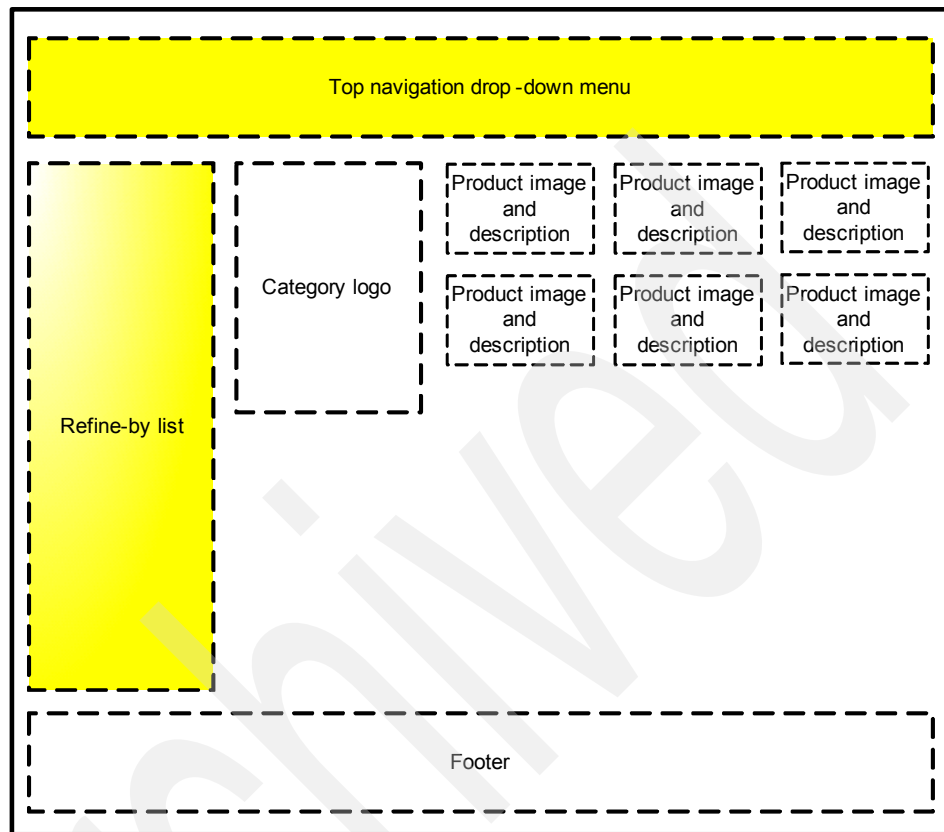 Top navigation drop-down menu
Product image
and
description
Product image
and
description
Product image
and
description
Category logo
Product image
and
description
Product image
and
description
Product image
and
description
Refine-by list
Footer
Archived